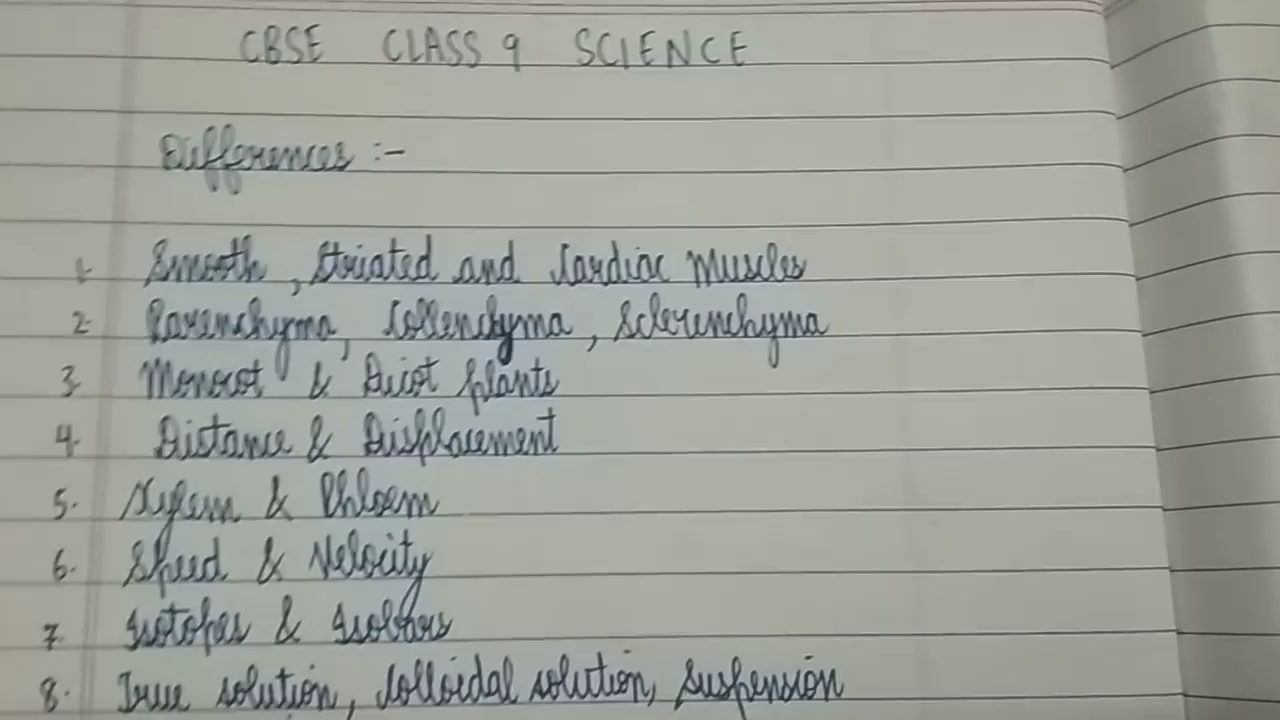 CBSE CLASS 9 SCIENCE
Differences :-
1. Smooth, Striated and Cardiac Muscles
2. Parenchyma, Collenchyma, Sclerenchyma
3. Monocot & Dicot plants
4. Distance & Displacement
5. Xylem & Phloem
6. Speed & Velocity
7. Isotopes & Isobars
8. True solution, Colloidal solution, Suspension